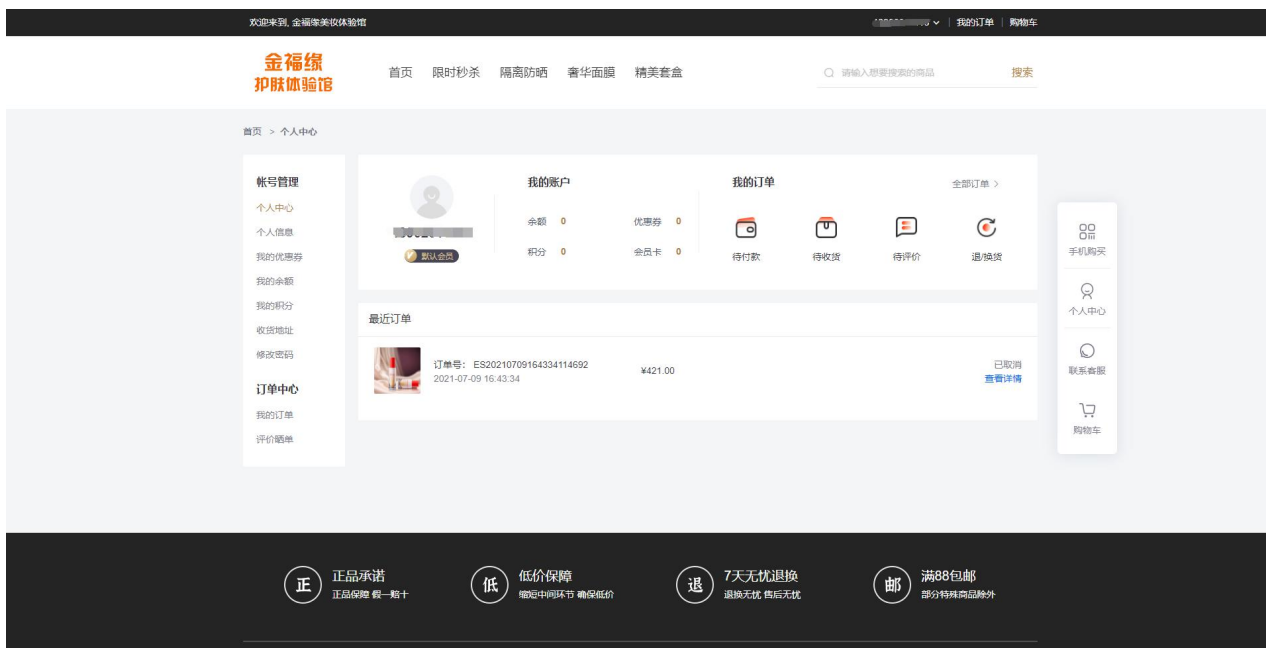 欢迎来到, 金福缘美妆体验馆
我的订单
购物车
金福缘
护肤体验馆
首页 限时秒杀 隔离防晒 奢华面膜 精美套盒
请输入想要搜索的商品
搜索
首页 > 个人中心
帐号管理
个人中心
个人信息
我的优惠券
我的余额
我的积分
收货地址
修改密码
订单中心
我的订单
评价晒单
默认会员
我的账户
余额 0 优惠券 0
积分 0 会员卡 0
我的订单
全部订单 >
待付款 待收货 待评价 退/换货
最近订单
订单号: ES20210709164334114692
2021-07-09 16:43:34
¥421.00
已取消
查看详情
手机购买
个人中心
联系客服
购物车
正
正品承诺
正品保障 假一赔十
低
低价保障
缩短中间环节 确保低价
退
7天无忧退换
退换无忧 售后无忧
邮
满88包邮
部分特殊商品除外